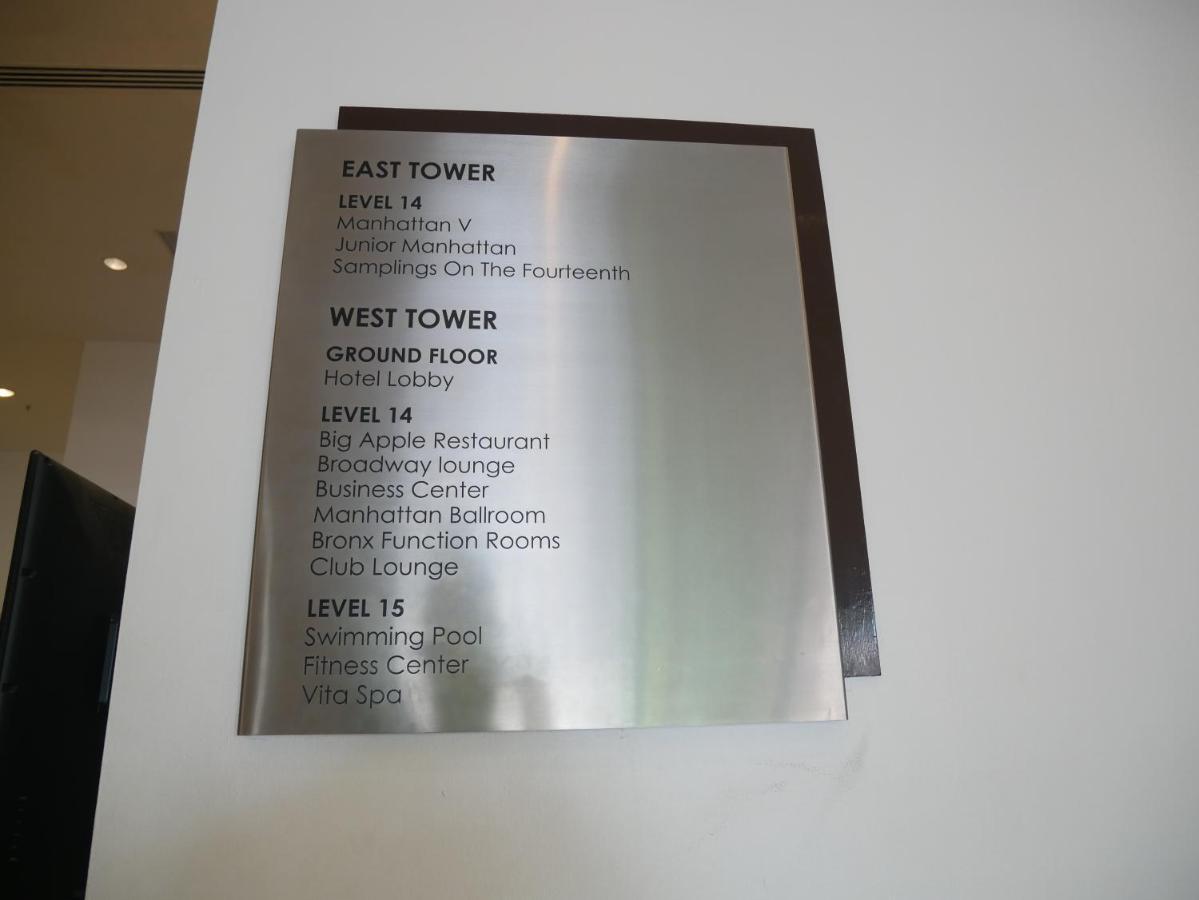 EAST TOWER
LEVEL 14
Manhattan V
Junior Manhattan
Samplings On The Fourteenth
WEST TOWER
GROUND FLOOR
Hotel Lobby
LEVEL 14
Big Apple Restaurant
Broadway lounge
Business Center
Manhattan Ballroom
Bronx Function Rooms
Club Lounge
LEVEL 15
Swimming Pool
Fitness Center
Vita Spa